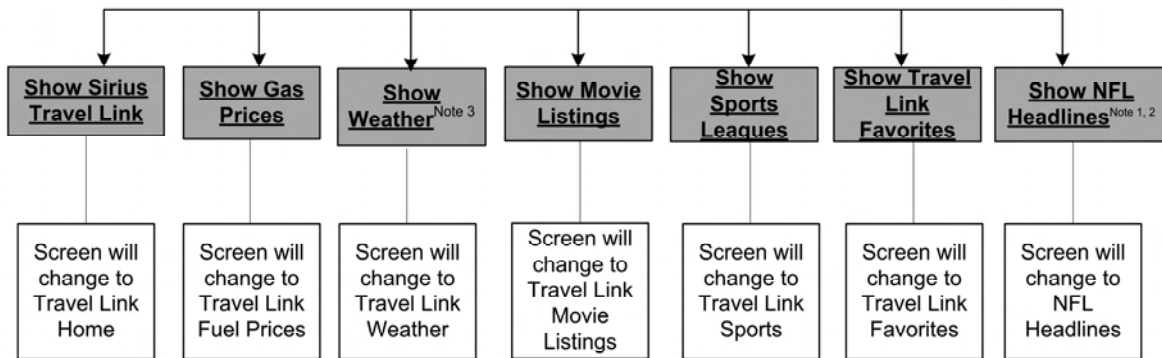 Show Sirius
Travel Link
Show Gas
Prices
Show
Weather Note 3
Show Movie
Listings
Show
Sports
Leagues
Show Travel
Link
Favorites
Show NFL
Headlines Note 1, 2
Screen will
change to
Travel Link
Home
Screen will
change to
Travel Link
Fuel Prices
Screen will
change to
Travel Link
Weather
Screen will
change to
Travel Link
Movie
Listings
Screen will
change to
Travel Link
Sports
Screen will
change to
Travel Link
Favorites
Screen will
change to
NFL
Headlines